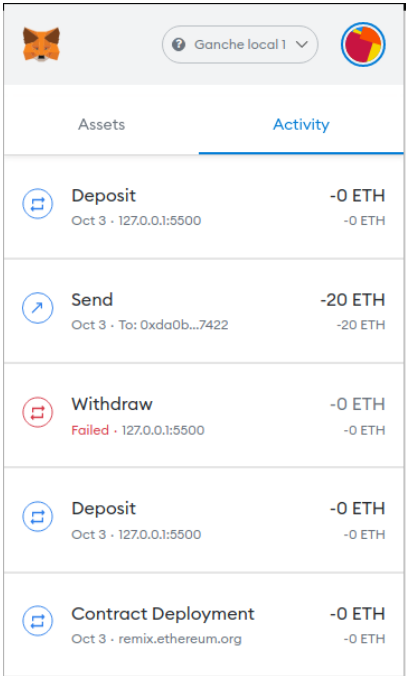 Ganche local 1
Assets Activity
Deposit -0 ETH
Oct 3 · 127.0.0.1:5500 -0 ETH
Send -20 ETH
Oct 3 · To: 0xda0b...7422 -20 ETH
Withdraw -0 ETH
Failed · 127.0.0.1:5500 -0 ETH
Deposit -0 ETH
Oct 3 · 127.0.0.1:5500 -0 ETH
Contract Deployment -0 ETH
Oct 3 · remix.ethereum.org -0 ETH